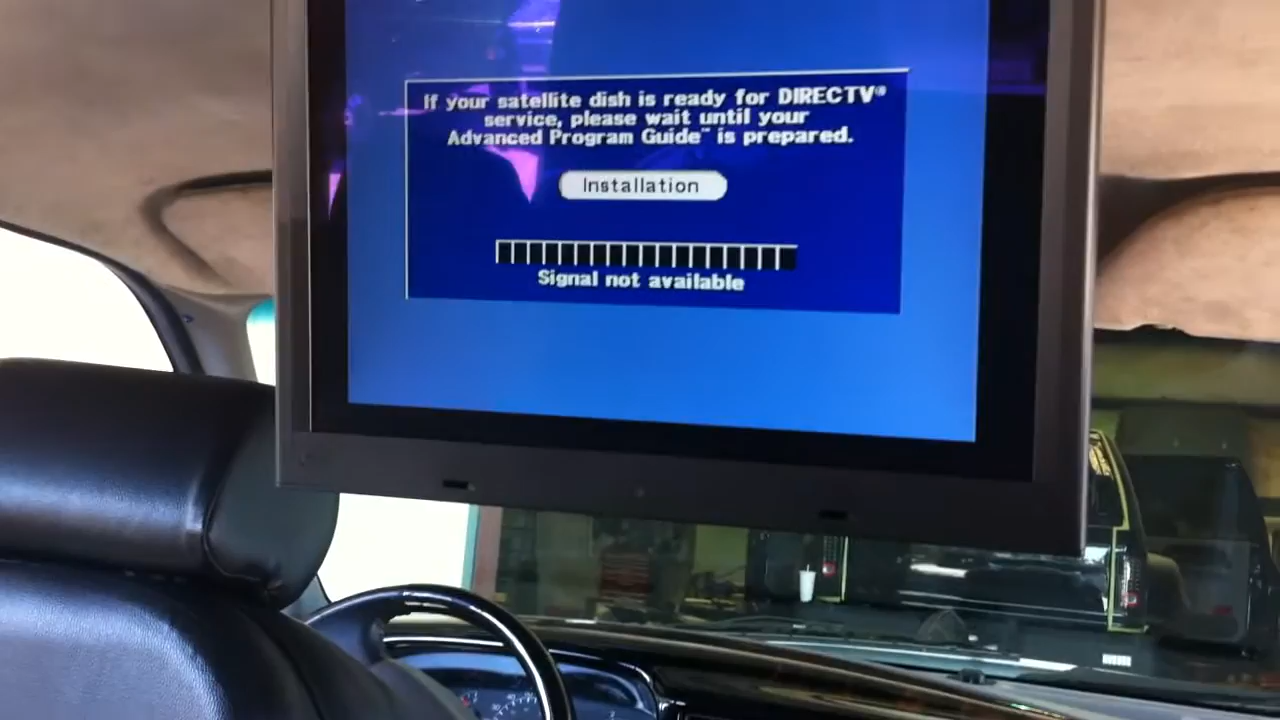 If your satellite dish is ready for DIRECTV®
service, please wait until your
Advanced Program Guide™ is prepared.
Installation
Signal not available